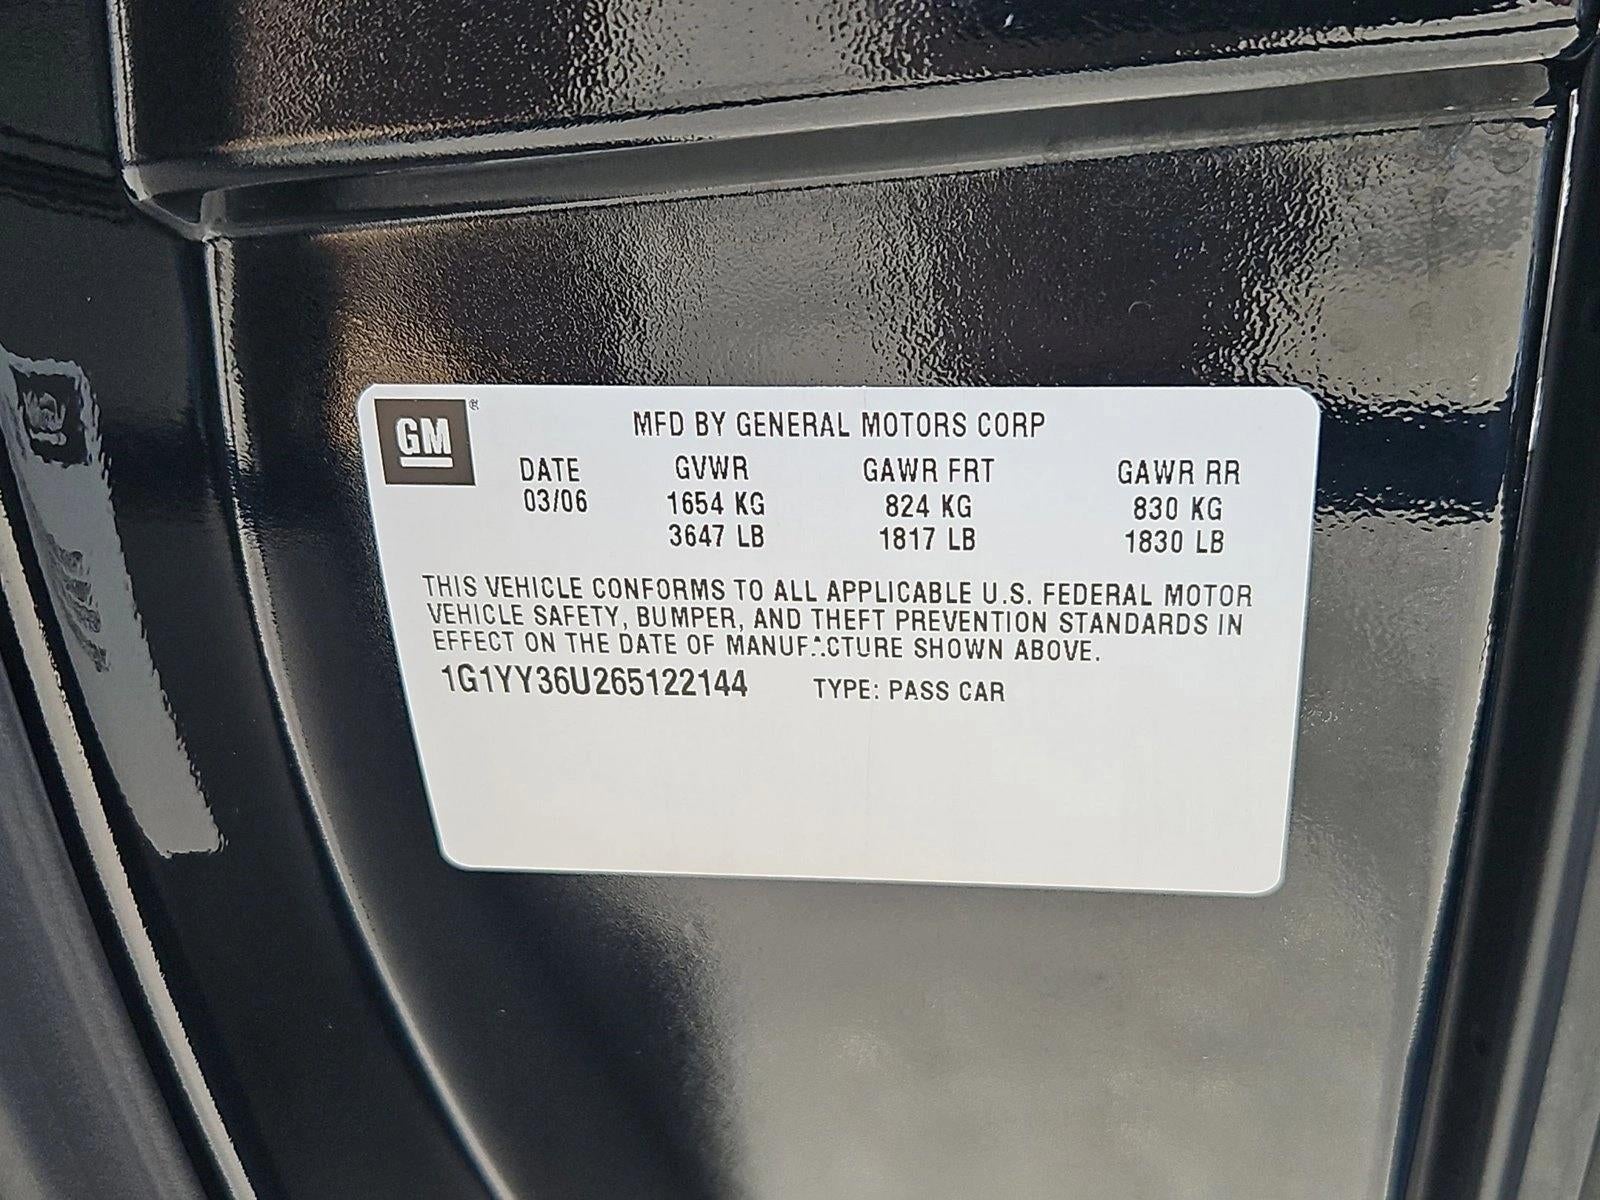 GM ®
MFD BY GENERAL MOTORS CORP
DATE GVWR GAWR FRT GAWR RR
03/06 1654 KG 824 KG 830 KG
3647 LB 1817 LB 1830 LB
THIS VEHICLE CONFORMS TO ALL APPLICABLE U.S. FEDERAL MOTOR
VEHICLE SAFETY, BUMPER, AND THEFT PREVENTION STANDARDS IN
EFFECT ON THE DATE OF MANUFACTURE SHOWN ABOVE.
1G1YY36U265122144 TYPE: PASS CAR